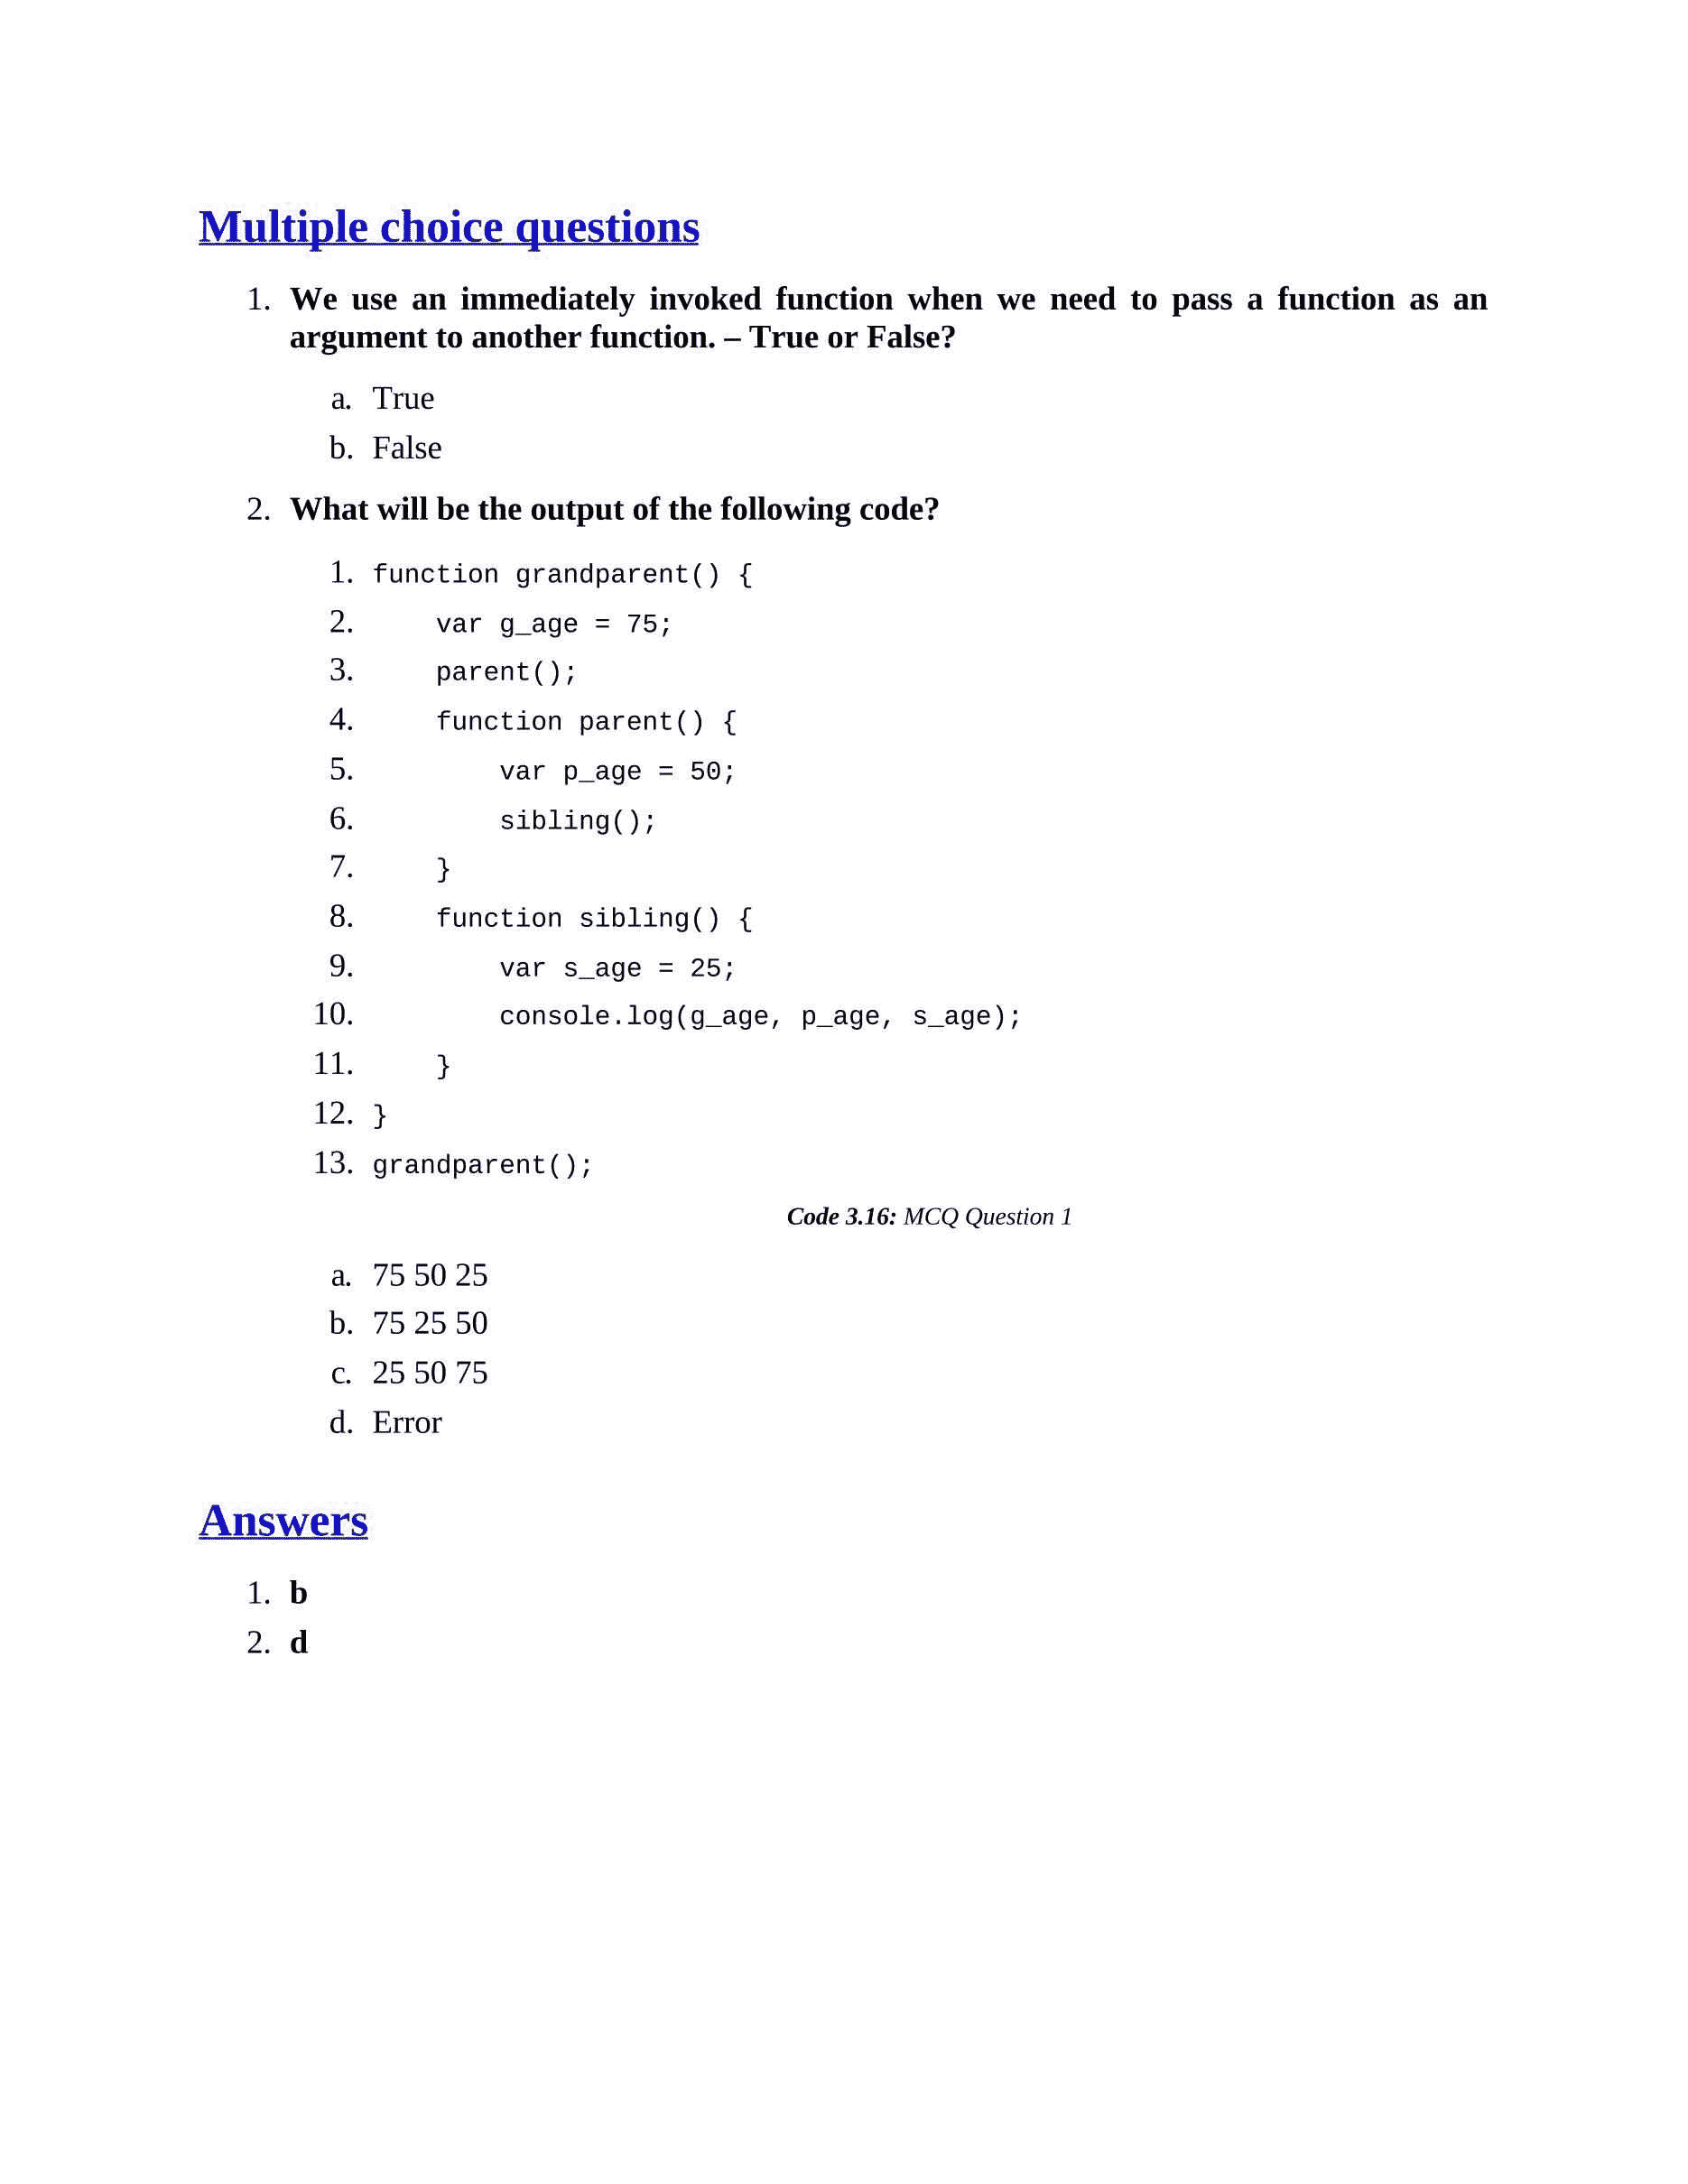 Multiple choice questions
1. We use an immediately invoked function when we need to pass a function as an
argument to another function. – True or False?
a. True
b. False
2. What will be the output of the following code?
1. function grandparent() {
2.     var g_age = 75;
3.     parent();
4.     function parent() {
5.         var p_age = 50;
6.         sibling();
7.     }
8.     function sibling() {
9.         var s_age = 25;
10.         console.log(g_age, p_age, s_age);
11.     }
12. }
13. grandparent();
Code 3.16: MCQ Question 1
a. 75 50 25
b. 75 25 50
c. 25 50 75
d. Error
Answers
1. b
2. d